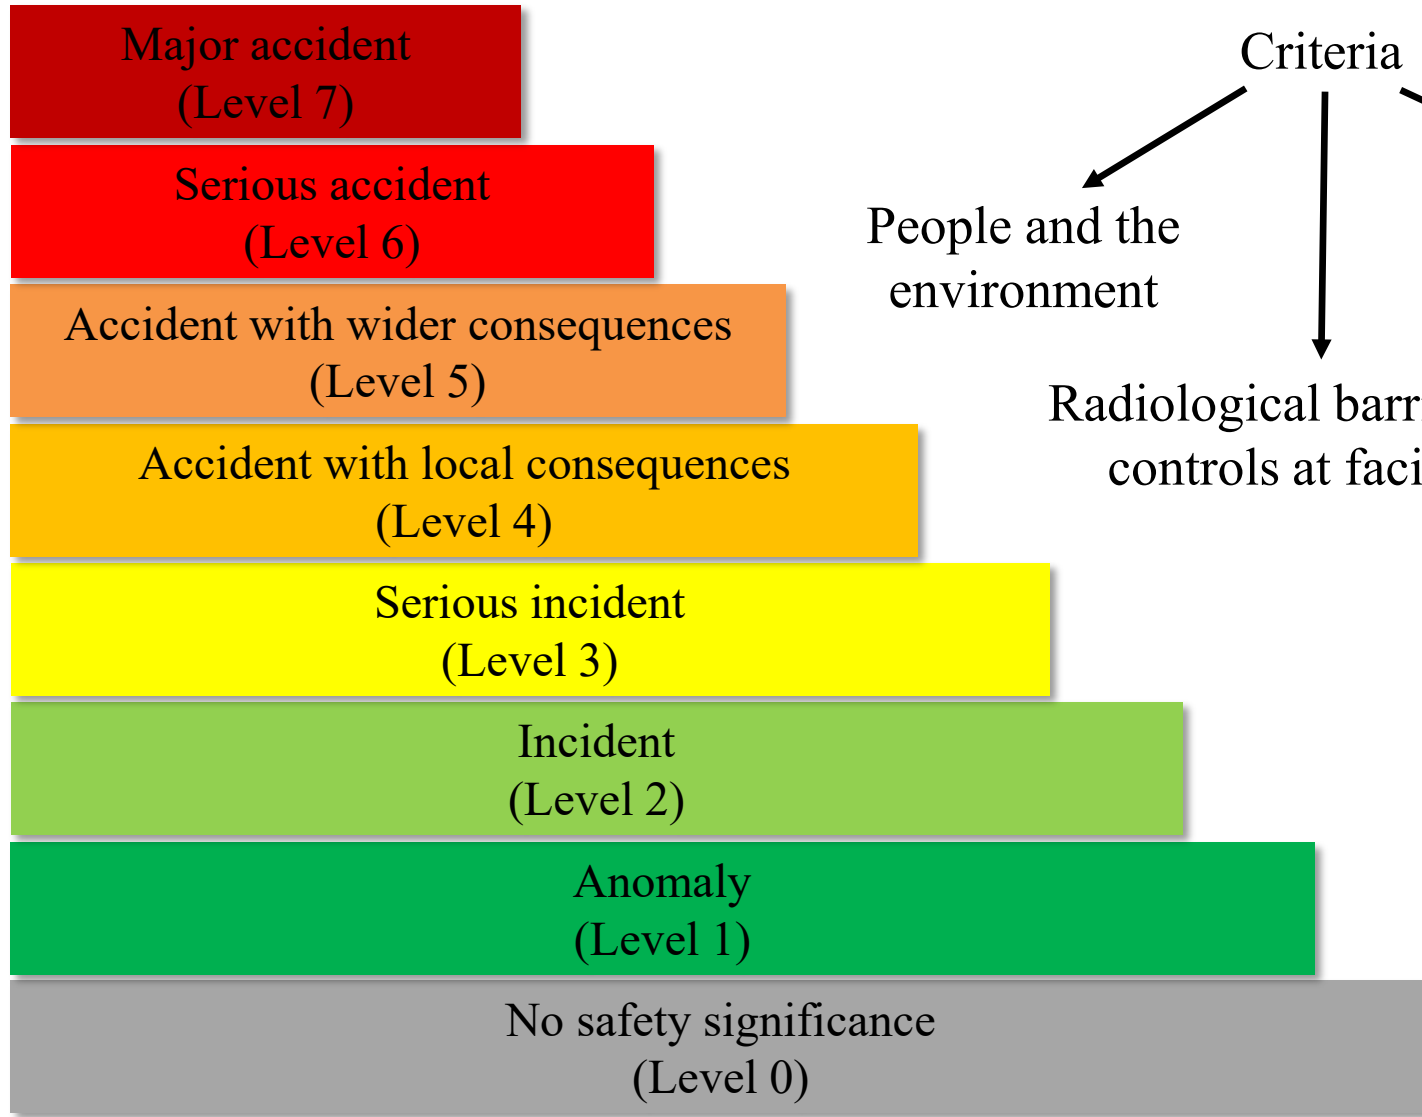 Major accident
(Level 7)
Serious accident
(Level 6)
Accident with wider consequences
(Level 5)
Accident with local consequences
(Level 4)
Serious incident
(Level 3)
Incident
(Level 2)
Anomaly
(Level 1)
No safety significance
(Level 0)
Criteria
People and the
environment
Radiological
controls at